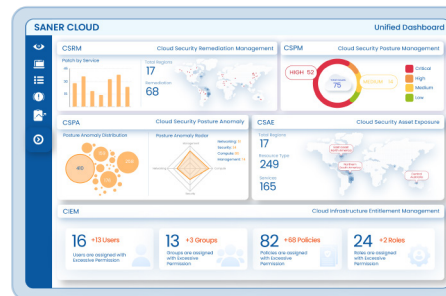 SANER CLOUD
Unified Dashboard
CSRM
Cloud Security Remediation Management
Patch by Service
Total Regions
17
Remediation
68
CSPM
Cloud Security Posture Management
HIGH 52
75
Critical
High
Medium
Low
CSPA
Cloud Security Posture Anomaly
Posture Anomaly Distribution
Posture Anomaly Radar
CSAE
Cloud Security Asset Exposure
Total Regions
17
Resource Type
249
Services
165
CIEM
Cloud Infrastructure Entitlement Management
16 +13 Users
Users are assigned with
Excessive Permission
13 +3 Groups
Groups are assigned
with Excessive
Permission
82 +68 Policies
Policies are assigned
with Excessive
Permission
24 +2 Roles
Roles are assigned
with Excessive
Permission